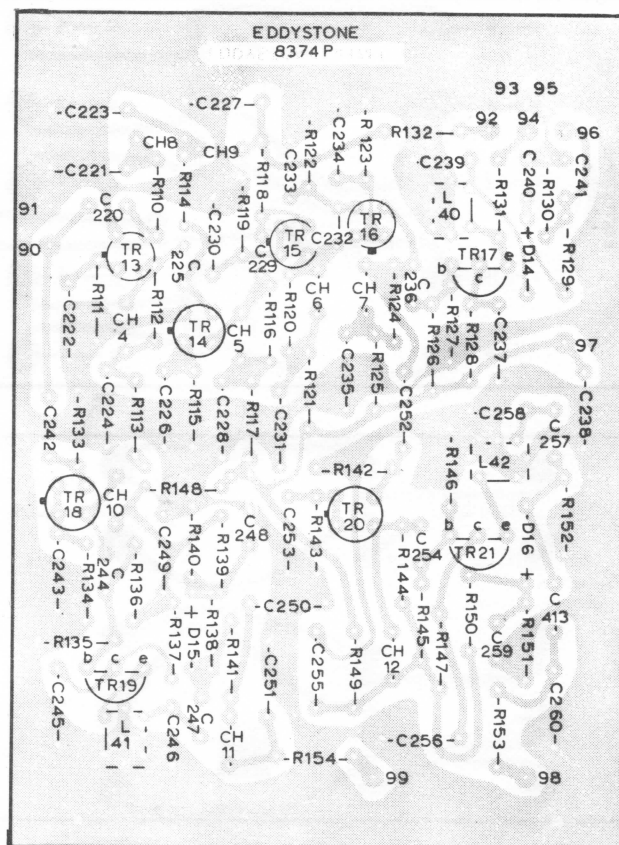 EDDYSTONE
8374P
93 95
92 94
96
C223
C227
R132
CH8
CH9
R122
C234
R123
C239
C221
R110
R114
R118
C233
L
40
R131
C240
R130
C241
C
220
R119
C230
91
90
TR
13
C
225
C
229
TR
15
C232
TR
16
TR17
b c e
+ D14
R129
R111
C222
CH
4
R112
TR
14
CH
5
R116
R120
CH
6
CH
7
R124
C
236
R127
R126
R128
C237
97
R121
C235
R125
C252
C238
C224
R113
C226
R115
C228
R117
C231
C258
C
257
C242
R133
R142
R146
L42
TR
18
CH
10
R148
TR
20
b c e
TR21
D16 +
R152
C249
R140
R139
C
248
C253
R143
C
254
C243
R134
C
244
R136
R144
C250
R150
C
413
R135
b c e
TR19
R137
+ D15
R138
R141
C251
C255
R149
CH
12
R145
R147
C
259
R151
C245
L
41
C246
C
247
CH
11
C256
R153
C260
R154
99
98